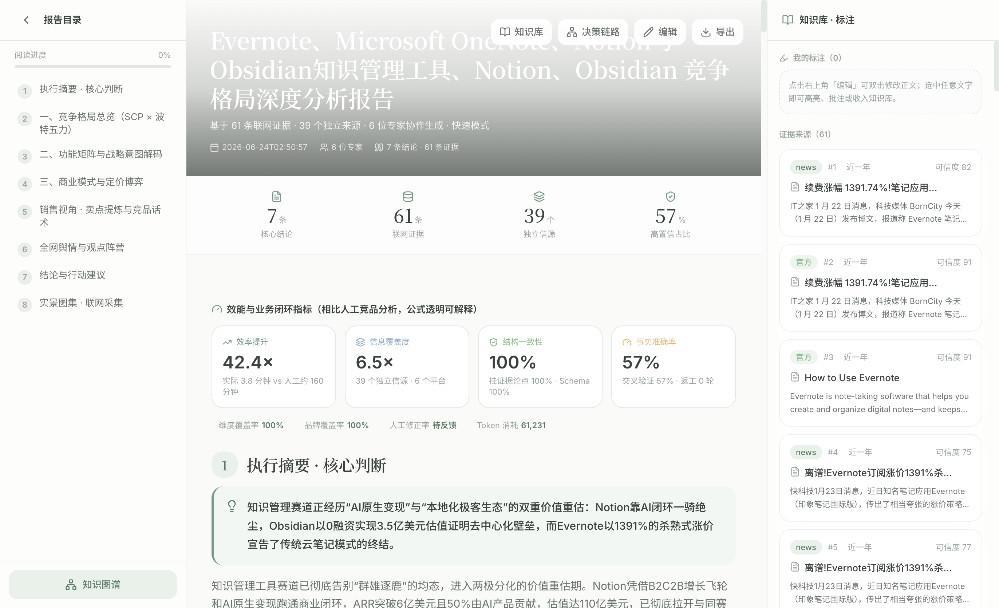 报告目录
阅读进度 0%
1 执行摘要 · 核心判断
2 一、竞争格局总览（SCP × 波
特五力）
3 二、功能矩阵与战略意图解码
4 三、商业模式与定价博弈
5 销售视角 · 卖点提炼与竞品话
术
6 全网舆情与观点阵营
7 结论与行动建议
8 实景图集 · 联网采集
知识图谱
知识库 决策链路 编辑 导出
Evernote、Microsoft OneNote、Notion 与
Obsidian知识管理工具、Notion、Obsidian 竞争
格局深度分析报告
基于 61 条联网证据 · 39 个独立来源 · 6 位专家协作生成 · 快速模式
2026-06-24T02:50:57 6 位专家 7 条结论 · 61 条证据
7 条 61 条 39 个 57 %
核心结论 联网证据 独立信源 高置信占比
效能与业务闭环指标（相比人工竞品分析，公式透明可解释）
效率提升
42.4×
实际 3.8 分钟 vs 人工约 160
分钟
信息覆盖度
6.5×
39 个独立信源 · 6 个平台
结构一致性
100%
挂证据论点 100% · Schema
100%
事实准确率
57%
交叉验证 57% · 返工 0 轮
维度覆盖率 100% 品牌覆盖率 100% 人工修正率 待反馈 Token 消耗 61,231
1 执行摘要 · 核心判断
知识管理赛道正经历“AI原生变现”与“本地化极客生态”的双重价值重估：Notion靠AI闭环一骑绝
尘，Obsidian以0融资实现3.5亿美元估值证明去中心化壁垒，而Evernote以1391%的杀熟式涨价
宣告了传统云笔记模式的终结。
知识管理工具赛道已彻底告别“群雄逐鹿”的均态，进入两极分化的价值重估期。Notion凭借B2C2B增长飞轮
和AI原生变现跑通商业闭环，ARR突破6亿美元且50%由AI产品贡献，估值达110亿美元，已彻底拉开与同赛
知识库 · 标注
我的标注（0）
点击右上角「编辑」可双击修改正文；选中任意文字
即可高亮、批注或收入知识库。
证据来源（61）
news #1 近一年 可信度 82
续费涨幅 1391.74%!笔记应用...
IT之家 1 月 22 日消息，科技媒体 BornCity 今天
（1 月 22 日）发布博文，报道称 Evernote 笔记...
官方 #2 近一年 可信度 91
续费涨幅 1391.74%!笔记应用...
IT之家 1 月 22 日消息，科技媒体 BornCity 今天
（1 月 22 日）发布博文，报道称 Evernote 笔记...
官方 #3 近一年 可信度 91
How to Use Evernote
Evernote is note-taking software that helps you
create and organize digital notes—and keeps...
news #4 近一年 可信度 75
离谱!Evernote订阅涨价1391%杀...
快科技1月23日消息，近日知名笔记应用Evernote
（印象笔记国际版），传出了相当夸张的涨价策略...
news #5 近一年 可信度 77
离谱!Evernote订阅涨价1391%杀...
快科技1月23日消息，近日知名笔记应用Evernote
（印象笔记国际版），传出了相当夸张的涨价策略...